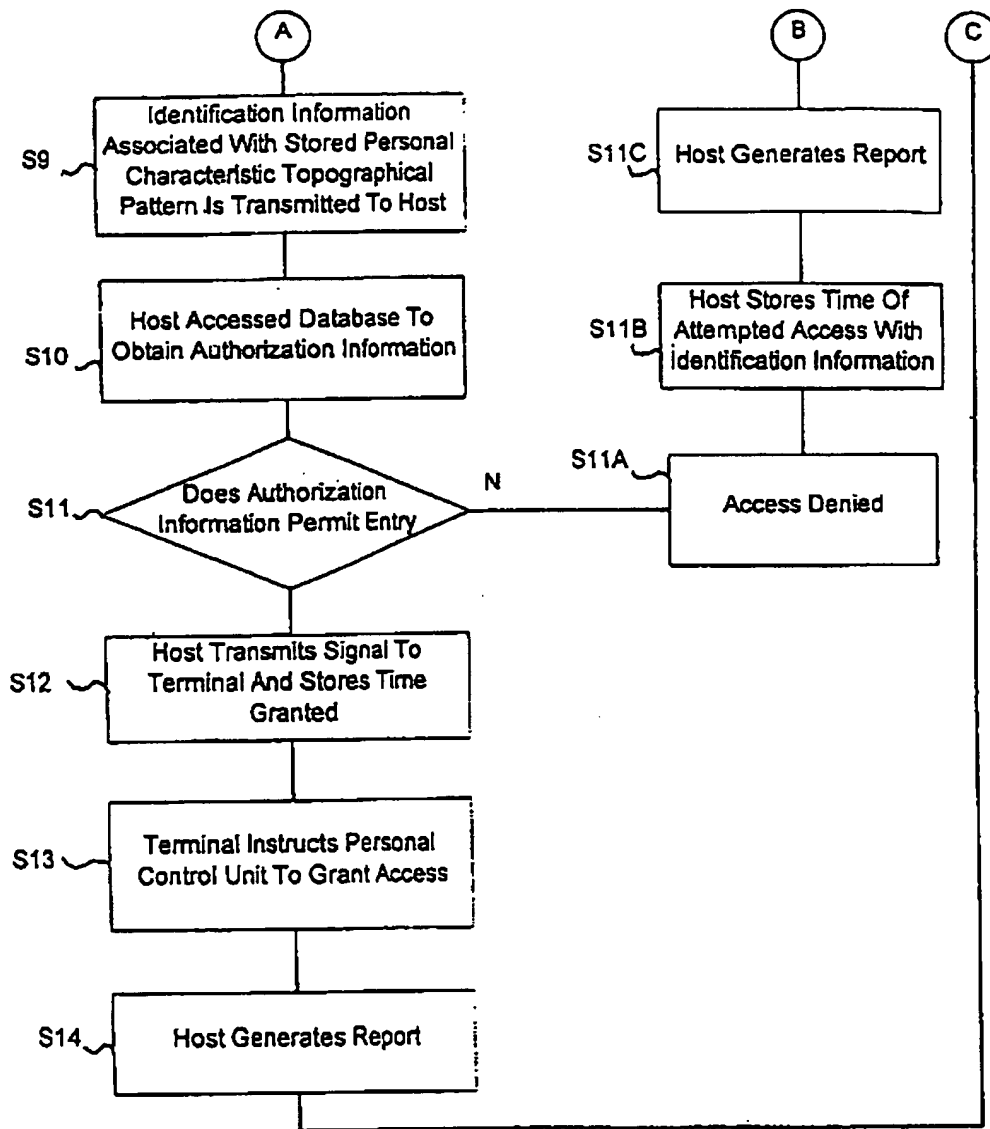 A
B
C
S9
Identification Information
Associated With Stored Personal
Characteristic Topographical
Pattern Is Transmitted To Host
S11C
Host Generates Report
S10
Host Accessed Database To
Obtain Authorization Information
S11B
Host Stores Time Of
Attempted Access With
Identification Information
S11
Does Authorization
Information Permit Entry
N
S11A
Access Denied
S12
Host Transmits Signal To
Terminal And Stores Time
Granted
S13
Terminal Instructs Personal
Control Unit To Grant Access
S14
Host Generates Report